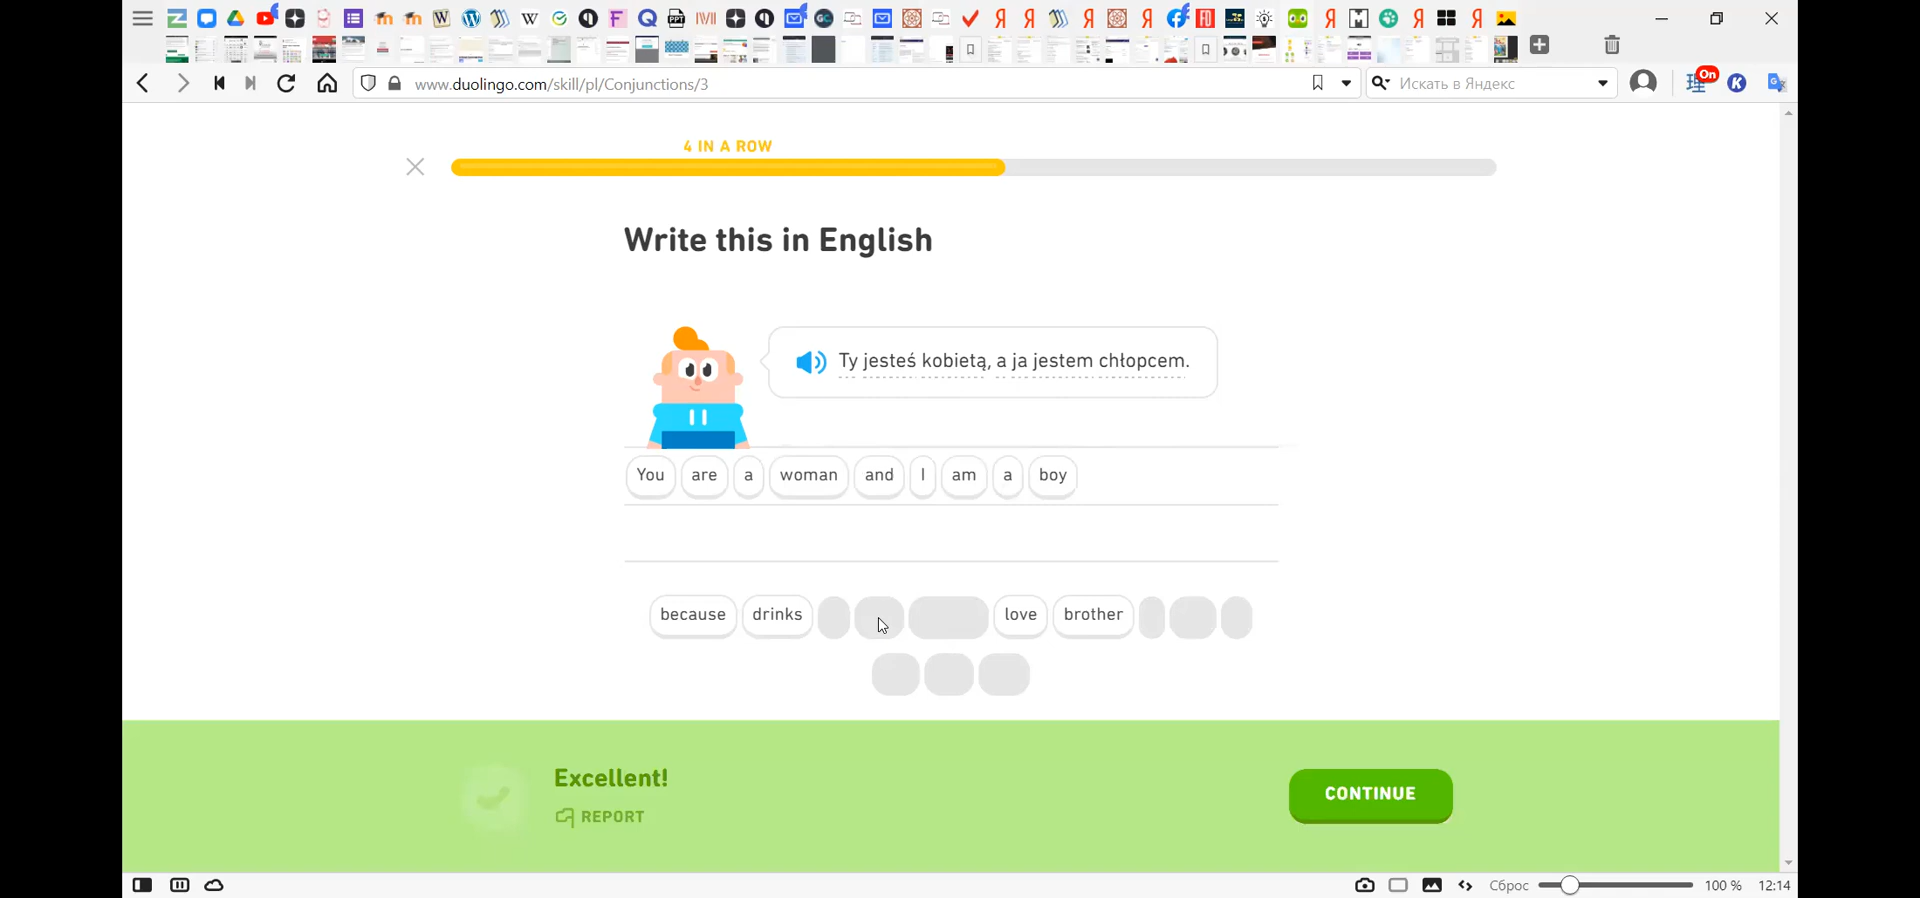 On
www.duolingo.com/skill/pl/Conjunctions/3
Искать в Яндекс
4 IN A ROW
Write this in English
Ty jesteś kobietą, a ja jestem chłopcem.
You are a woman and I am a boy
because drinks love brother
Excellent!
REPORT
CONTINUE
Сброс 100 % 12:14